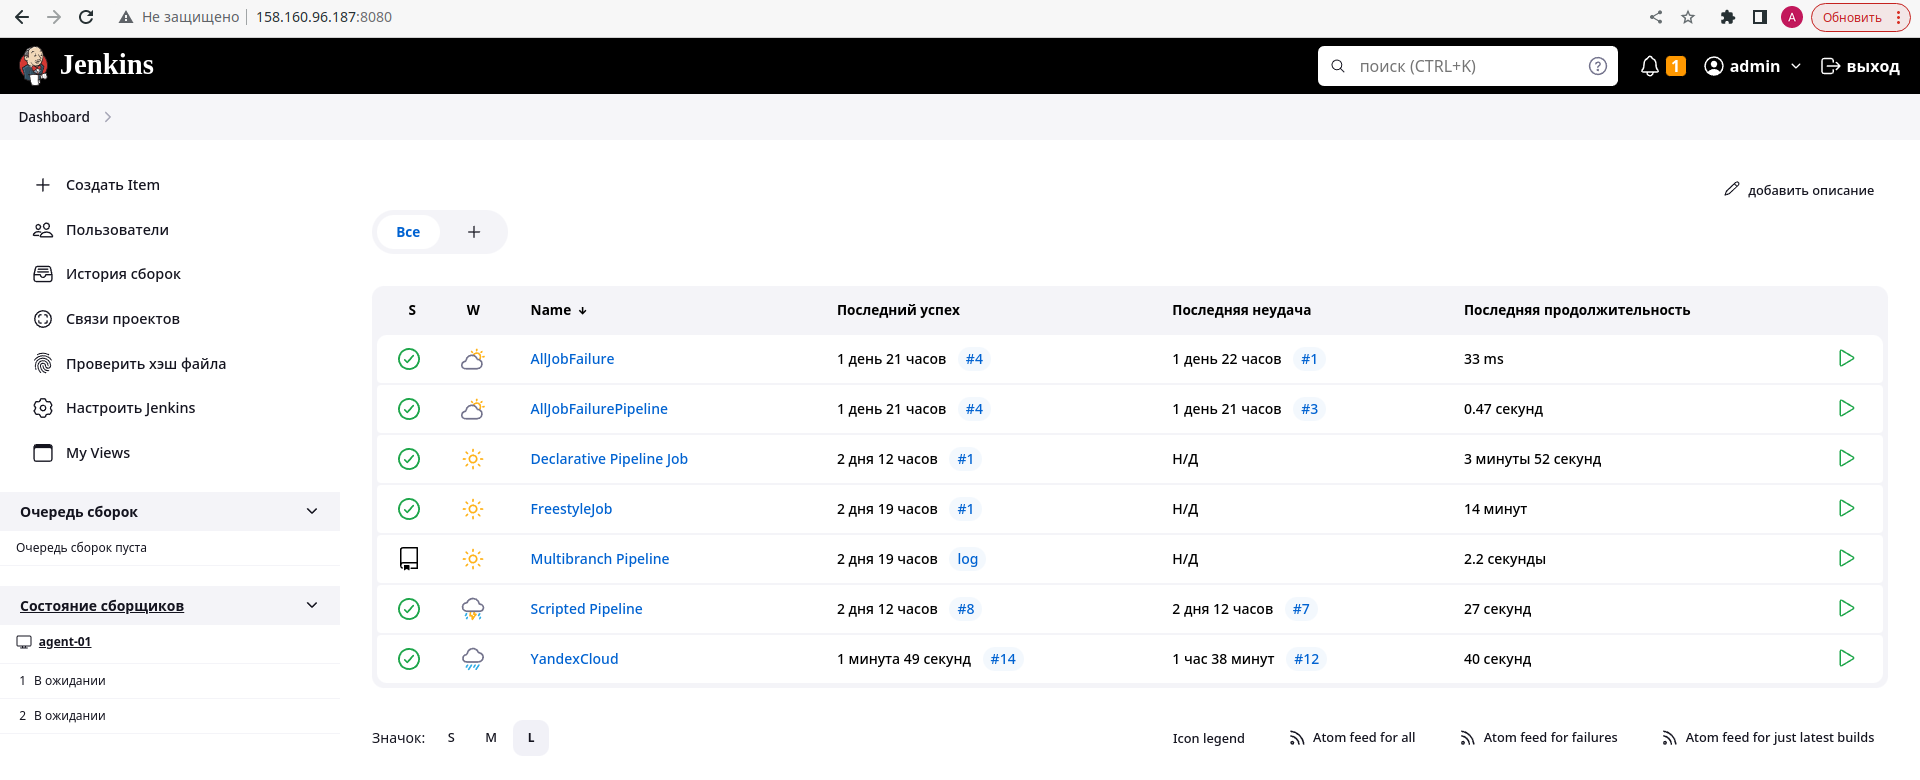 Не защищено 158.160.96.187:8080
A
Обновить
Jenkins
поиск (CTRL+K)
?
1
admin
выход
Dashboard
Создать Item
Пользователи
История сборок
Связи проектов
Проверить хэш файла
Настроить Jenkins
My Views
Очередь сборок
Очередь сборок пуста
Состояние сборщиков
agent-01
1 В ожидании
2 В ожидании
добавить описание
Все +
S W Name ↓ Последний успех Последняя неудача Последняя продолжительность
AllJobFailure 1 день 21 часов #4 1 день 22 часов #1 33 ms
AllJobFailurePipeline 1 день 21 часов #4 1 день 21 часов #3 0.47 секунд
Declarative Pipeline Job 2 дня 12 часов #1 Н/Д 3 минуты 52 секунд
FreestyleJob 2 дня 19 часов #1 Н/Д 14 минут
Multibranch Pipeline 2 дня 19 часов log Н/Д 2.2 секунды
Scripted Pipeline 2 дня 12 часов #8 2 дня 12 часов #7 27 секунд
YandexCloud 1 минута 49 секунд #14 1 час 38 минут #12 40 секунд
Значок: S M L
Icon legend Atom feed for all Atom feed for failures Atom feed for just latest builds